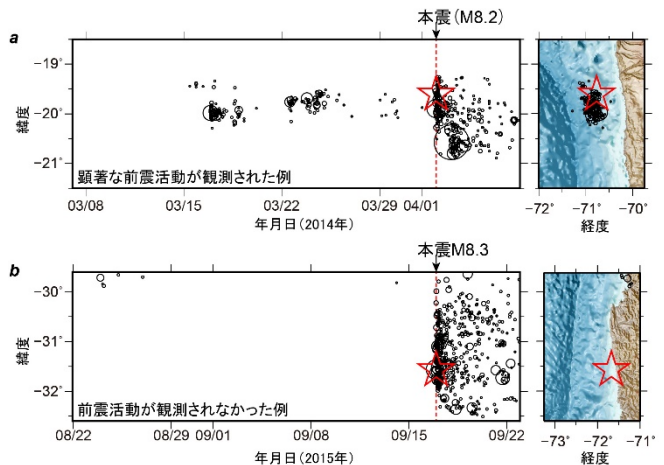 本震(M8.2)
a
緯度
-19°
-20°
-21°
顕著な前震活動が観測された例
03/08
03/15
03/22
03/29
04/01
年月日(2014年)
-72°
-71°
-70°
経度
本震M8.3
b
緯度
-30°
-31°
-32°
前震活動が観測されなかった例
08/22
08/29
09/01
09/08
09/15
09/22
年月日(2015年)
-73°
-72°
-71°
経度